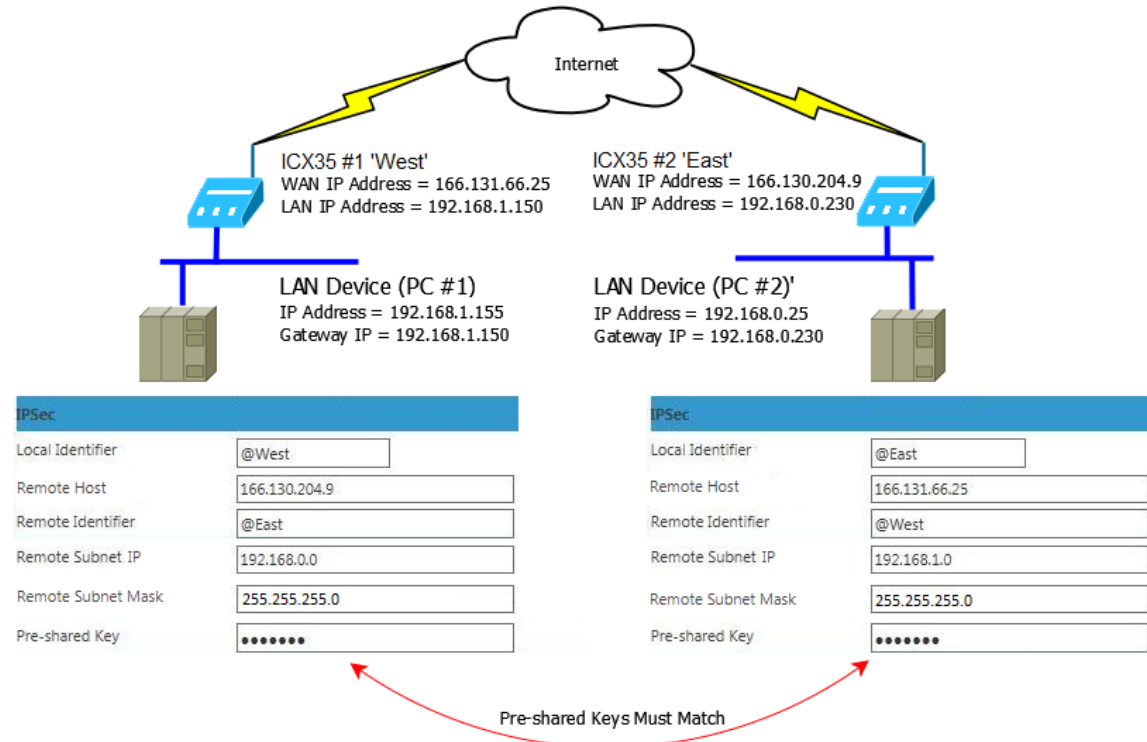 Internet
ICX35 #1 'West'
WAN IP Address = 166.131.66.25
LAN IP Address = 192.168.1.150
ICX35 #2 'East'
WAN IP Address = 166.130.204.9
LAN IP Address = 192.168.0.230
LAN Device (PC #1)
IP Address = 192.168.1.155
Gateway IP = 192.168.1.150
LAN Device (PC #2)'
IP Address = 192.168.0.25
Gateway IP = 192.168.0.230
IPSec
Local Identifier @West
Remote Host 166.130.204.9
Remote Identifier @East
Remote Subnet IP 192.168.0.0
Remote Subnet Mask 255.255.255.0
Pre-shared Key •••••••
IPSec
Local Identifier @East
Remote Host 166.131.66.25
Remote Identifier @West
Remote Subnet IP 192.168.1.0
Remote Subnet Mask 255.255.255.0
Pre-shared Key •••••••
Pre-shared Keys Must Match